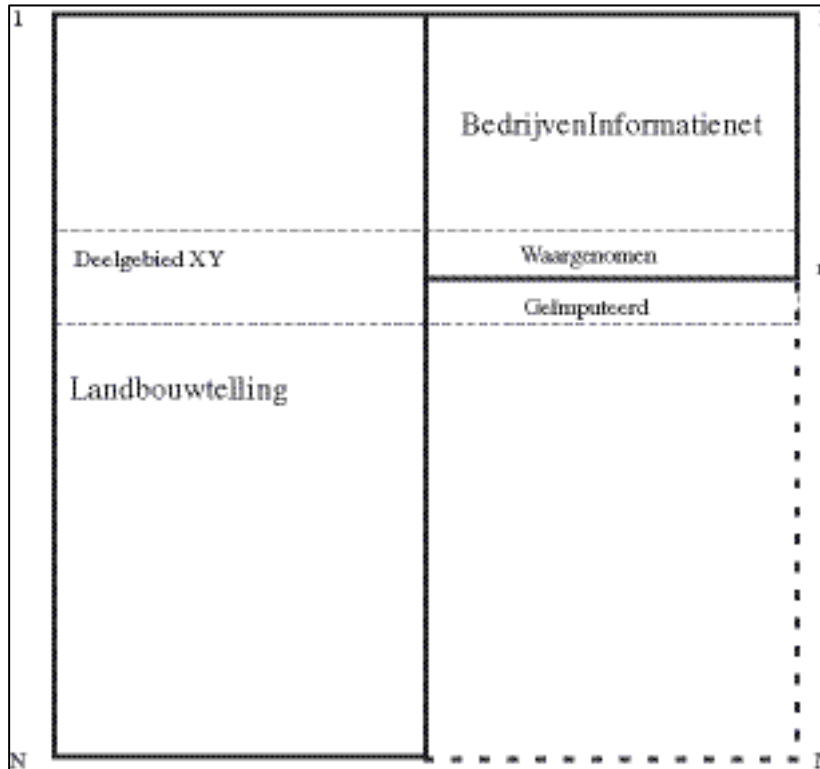 1
BedrijvenInformatienet
Deelgebied XY
Waargenomen
Geïmputeerd
Landbouwtelling
N